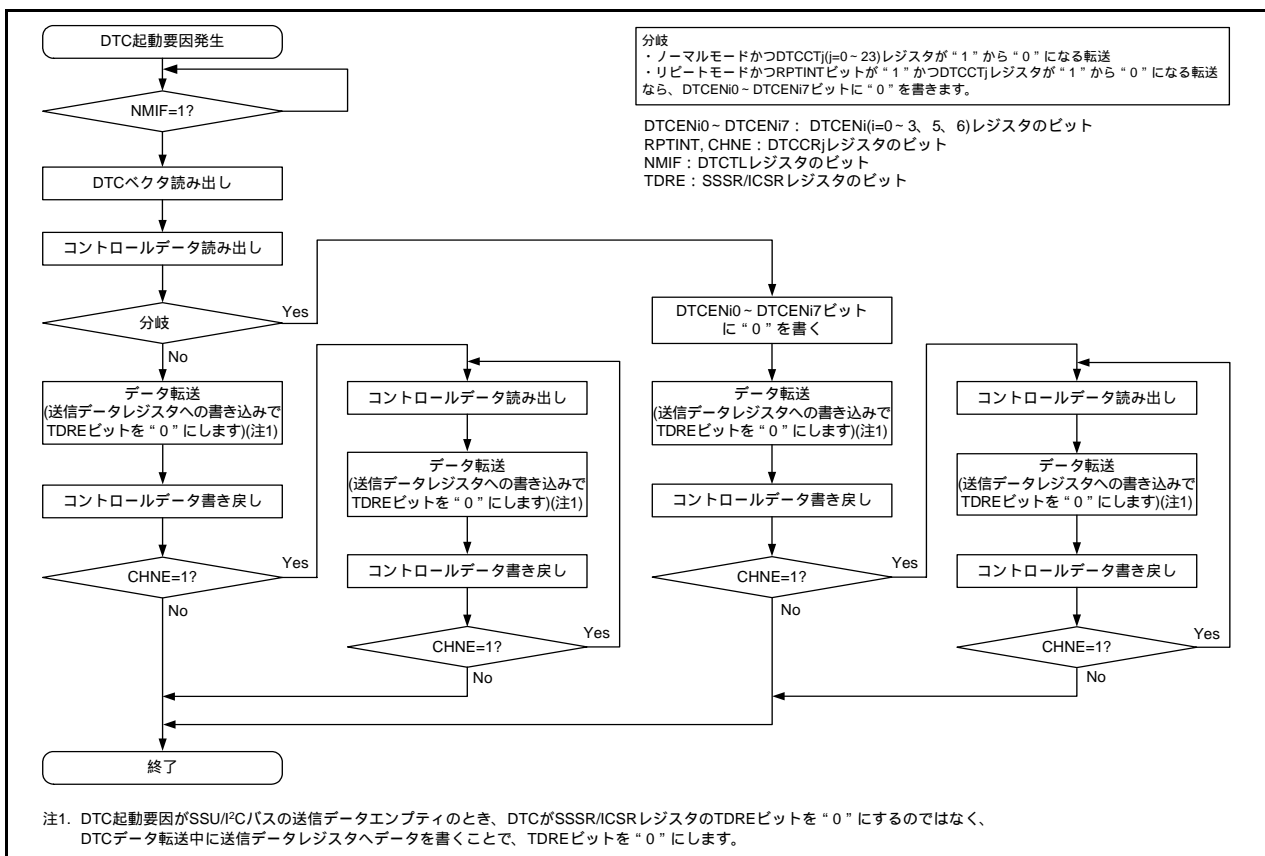 DTC起動要因発生
NMIF=1?
DTCベクタ読み出し
コントロールデータ読み出し
分岐
Yes
No
データ転送
(送信データレジスタへの書き込みで
TDREビットを“0”にします)(注1)
コントロールデータ書き戻し
CHNE=1?
Yes
No
コントロールデータ読み出し
データ転送
(送信データレジスタへの書き込みで
TDREビットを“0”にします)(注1)
コントロールデータ書き戻し
CHNE=1?
Yes
No
分岐
・ノーマルモードかつDTCCTj(j=0~23)レジスタが“1”から“0”になる転送
・リピートモードかつRPTINTビットが“1”かつDTCCTjレジスタが“1”から“0”になる転送
なら、DTCENi0~DTCENi7ビットに“0”を書きます。
DTCENi0~DTCENi7:DTCENi(i=0~3、5、6)レジスタのビット
RPTINT, CHNE:DTCCRjレジスタのビット
NMIF:DTCTLレジスタのビット
TDRE:SSSR/ICSRレジスタのビット
DTCENi0~DTCENi7ビット
に“0”を書く
データ転送
(送信データレジスタへの書き込みで
TDREビットを“0”にします)(注1)
コントロールデータ書き戻し
CHNE=1?
Yes
No
コントロールデータ読み出し
データ転送
(送信データレジスタへの書き込みで
TDREビットを“0”にします)(注1)
コントロールデータ書き戻し
CHNE=1?
Yes
No
終了
注1. DTC起動要因がSSU/I²Cバスの送信データエンプティのとき、DTCがSSSR/ICSRレジスタのTDREビットを“0”にするのではなく、
DTCデータ転送中に送信データレジスタへデータを書くことで、TDREビットを“0”にします。